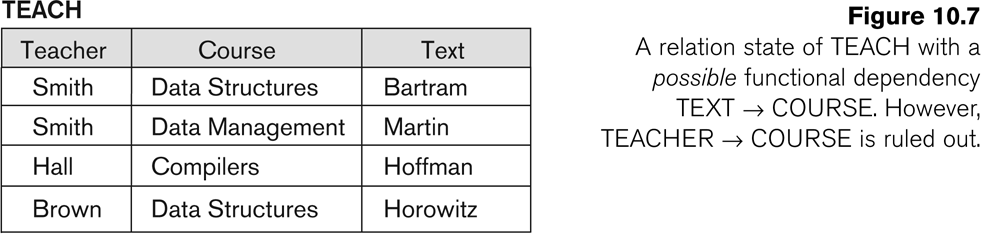 TEACH
Teacher Course Text
Smith Data Structures Bartram
Smith Data Management Martin
Hall Compilers Hoffman
Brown Data Structures Horowitz
Figure 10.7
A relation state of TEACH with a
possible functional dependency
TEXT → COURSE. However,
TEACHER → COURSE is ruled out.